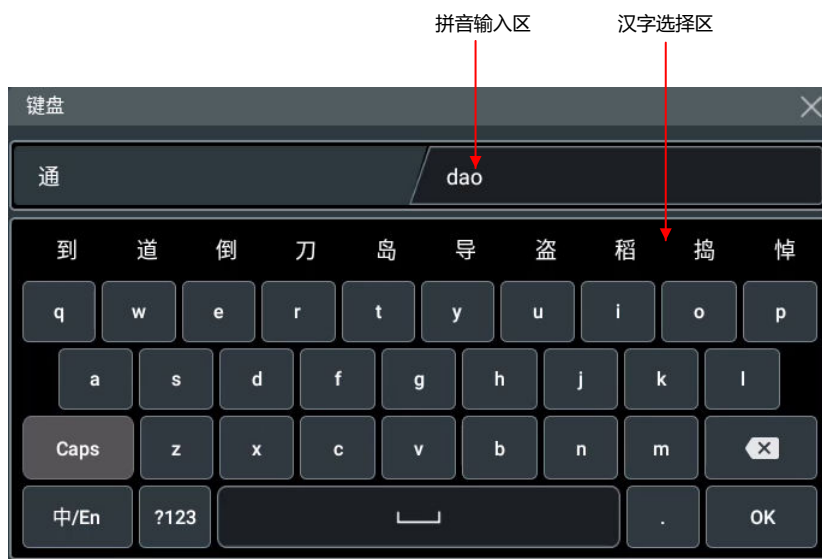 拼音输入区 汉字选择区
键盘
通 dao
到 道 倒 刀 岛 导 盗 稻 捣 悼
q w e r t y u i o p
a s d f g h j k l
Caps z x c v b n m
中/En ?123 . OK